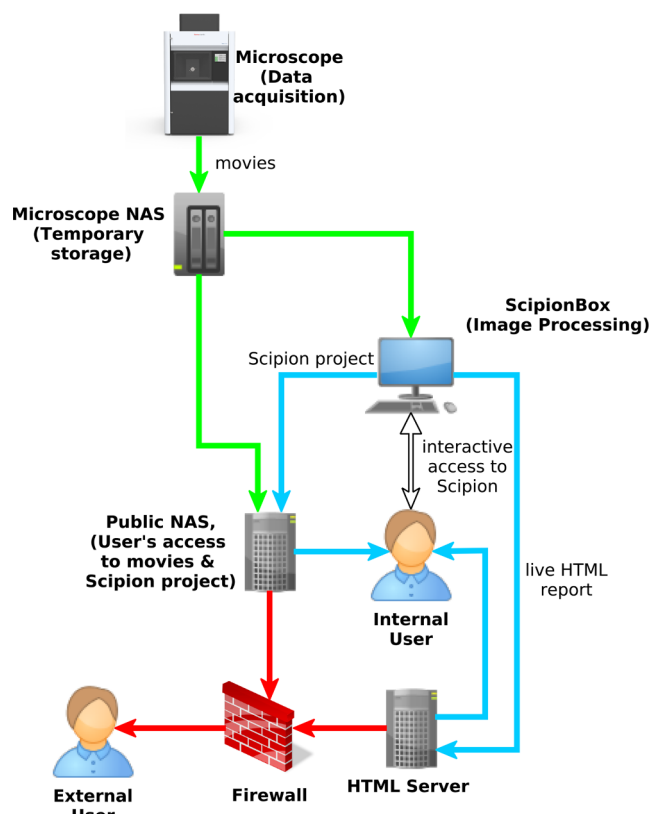 Microscope
(Data
acquisition)
movies
Microscope NAS
(Temporary
storage)
ScipionBox
(Image Processing)
Scipion project
interactive
access to
Scipion
Public NAS,
(User's access
to movies &
Scipion project)
live HTML
report
Internal
User
HTML Server
Firewall
External
User